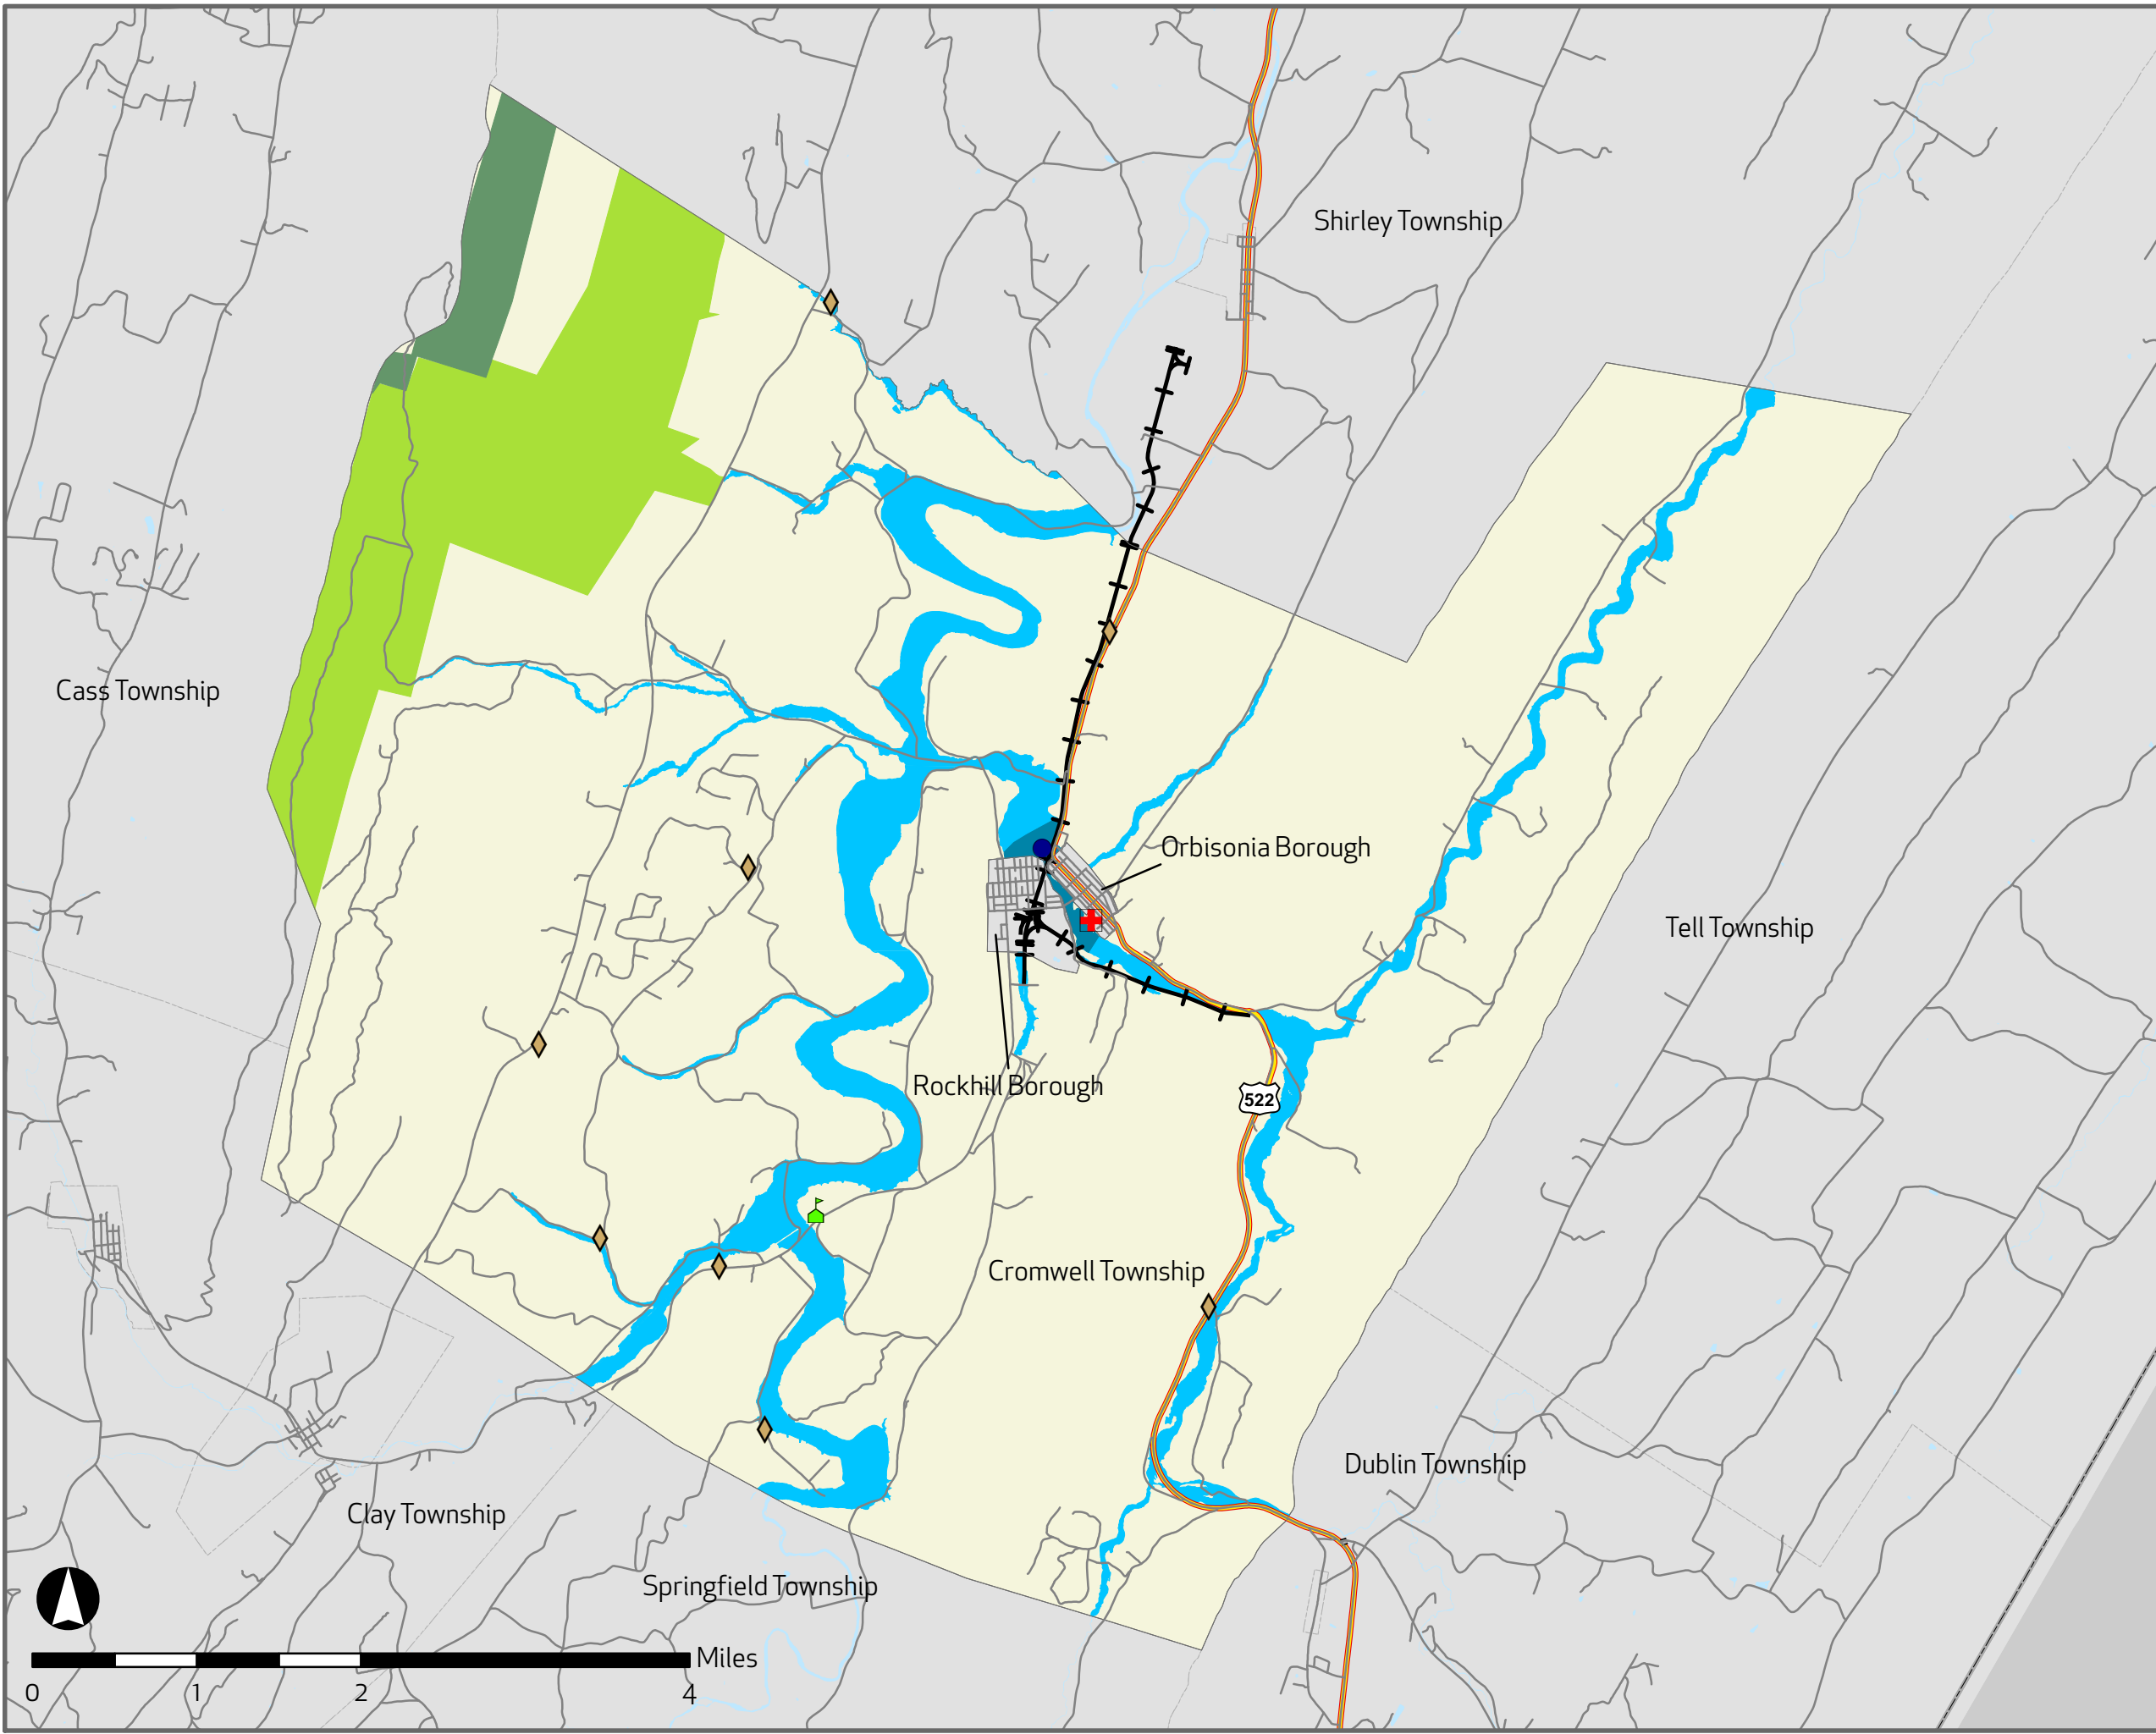 Shirley Township
Cass Township
Orbisonia Borough
Tell Township
Rockhill Borough
522
Cromwell Township
Dublin Township
Clay Township
Springfield Township
Miles
0 1 2 4